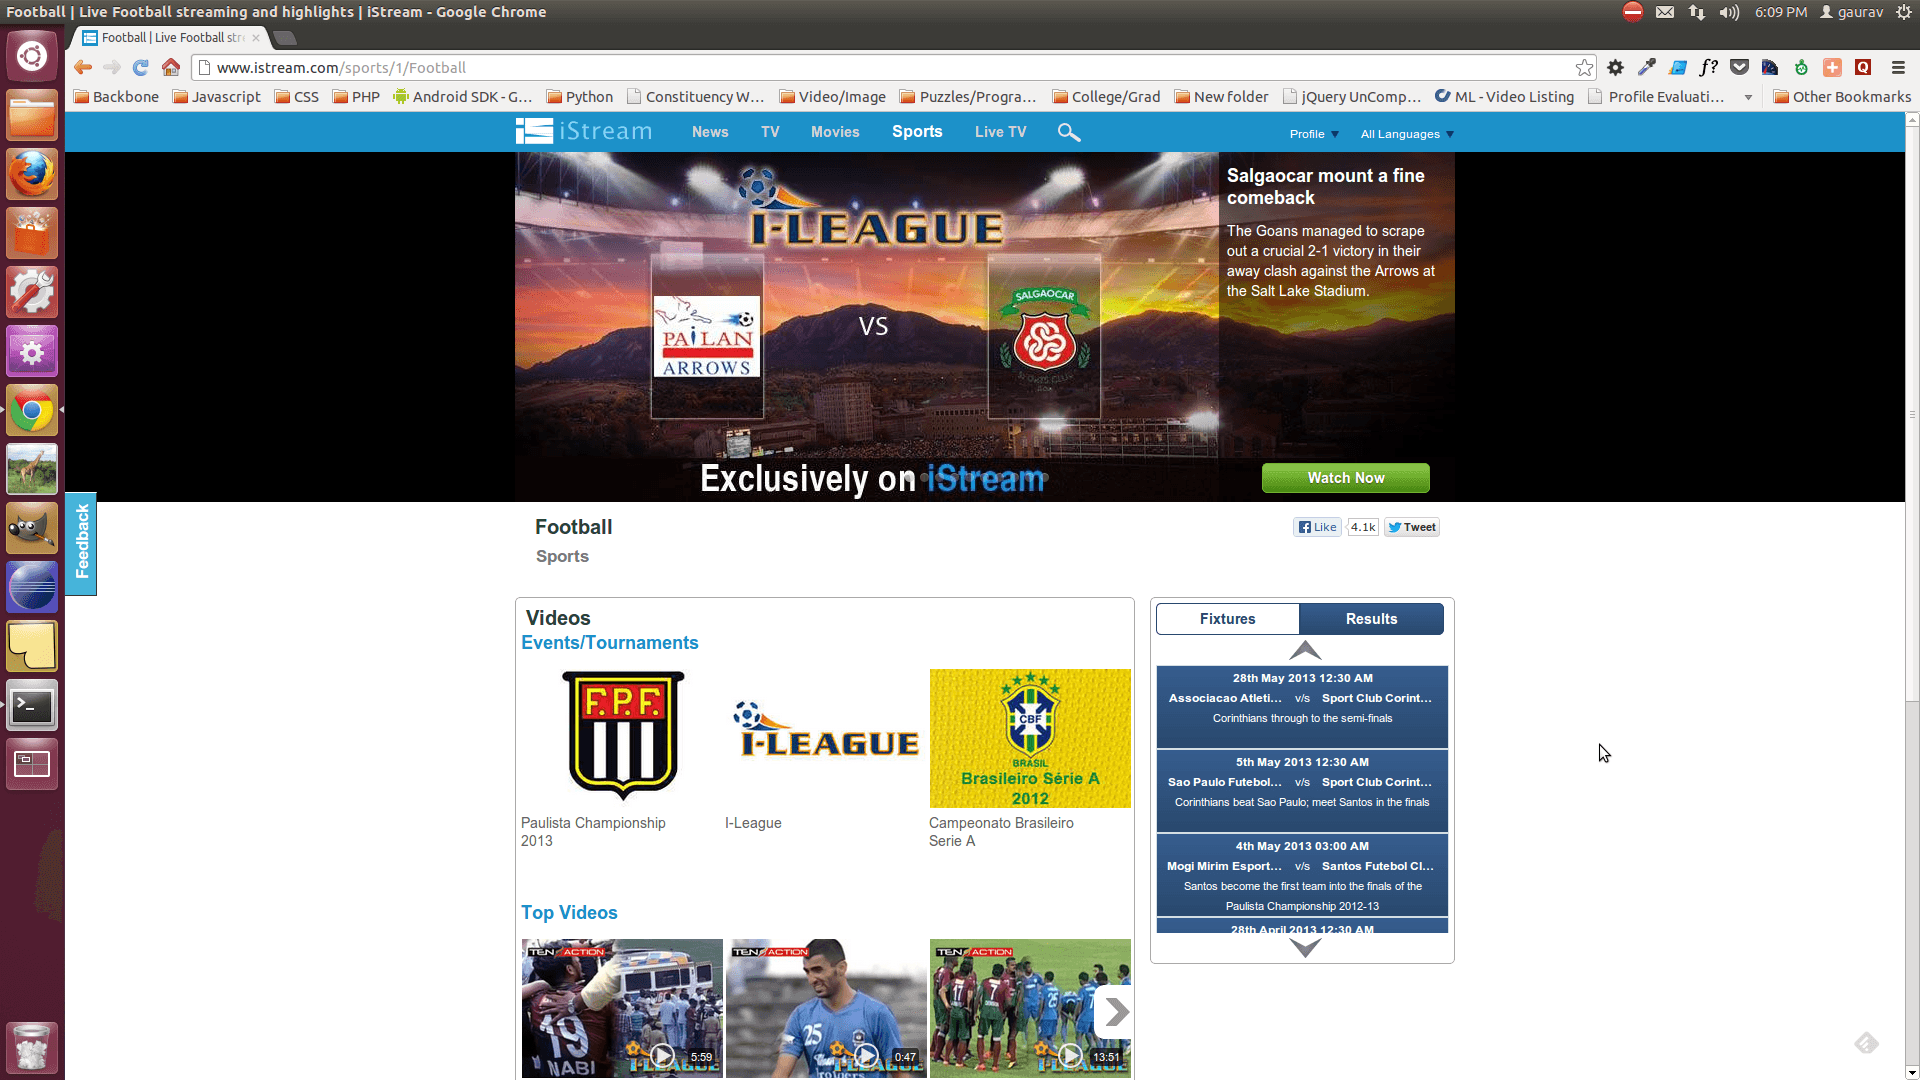 Football | Live Football streaming and highlights | iStream - Google Chrome
6:09 PM
gaurav
Football | Live Football str
www.istream.com/sports/1/Football
f?
Q
Backbone
Javascript
CSS
PHP
Android SDK - G...
Python
Constituency W...
Video/Image
Puzzles/Progra...
College/Grad
New folder
jQuery UnComp...
ML - Video Listing
Profile Evaluati...
Other Bookmarks
iStream
News
TV
Movies
Sports
Live TV
Profile
All Languages
I-LEAGUE
PAiLAN
ARROWS
VS
SALGAOCAR
SPORTS CLUB
GOA
Exclusively on iStream
Salgaocar mount a fine
comeback
The Goans managed to scrape
out a crucial 2-1 victory in their
away clash against the Arrows at
the Salt Lake Stadium.
Watch Now
Feedback
Football
Sports
Like
4.1k
Tweet
Videos
Events/Tournaments
F.P.F.
I-LEAGUE
CBF
BRASIL
Brasileiro Série A
2012
Paulista Championship
2013
I-League
Campeonato Brasileiro
Serie A
Top Videos
TEN ACTION
19
NABI
I-LEAGUE
5:59
TEN ACTION
25
I-LEAGUE
0:47
TEN ACTION
I-LEAGUE
13:51
Fixtures
Results
28th May 2013 12:30 AM
Associacao Atleti... v/s Sport Club Corint...
Corinthians through to the semi-finals
5th May 2013 12:30 AM
Sao Paulo Futebol... v/s Sport Club Corint...
Corinthians beat Sao Paulo; meet Santos in the finals
4th May 2013 03:00 AM
Mogi Mirim Esport... v/s Santos Futebol Cl...
Santos become the first team into the finals of the
Paulista Championship 2012-13
28th April 2013 12:30 AM